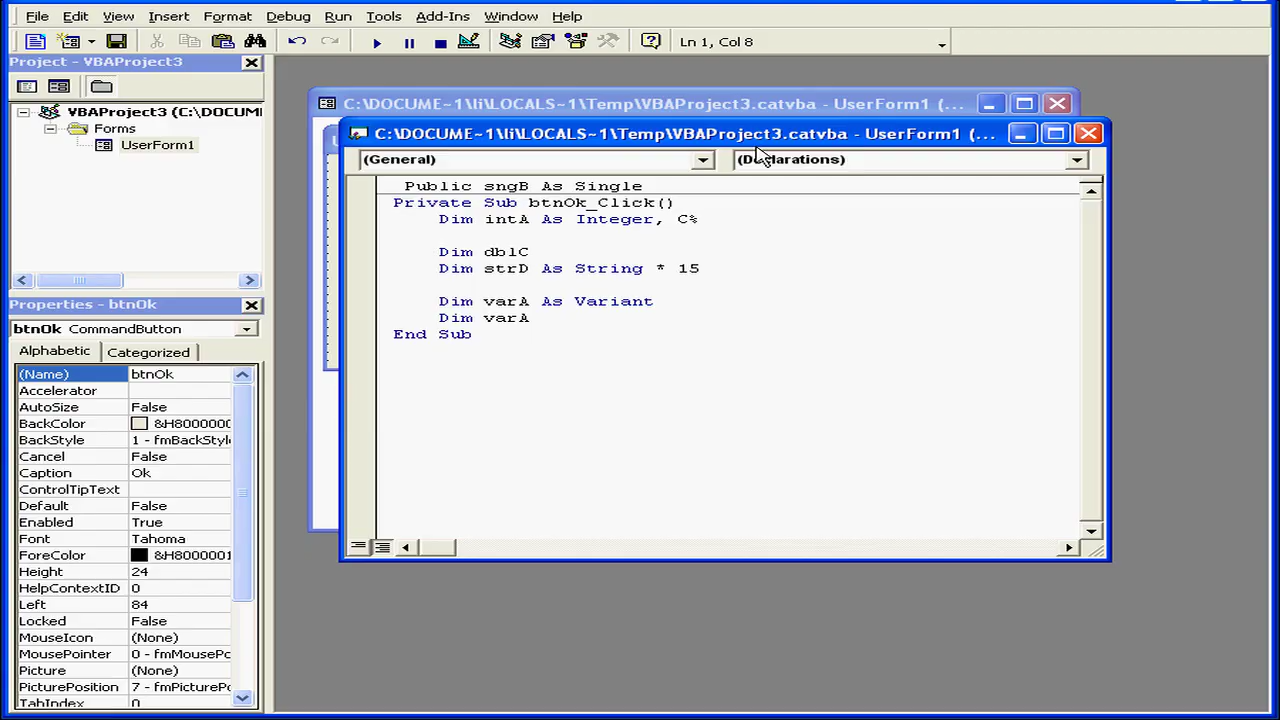 File Edit View Insert Format Debug Run Tools Add-Ins Window Help
Ln 1, Col 8
Project - VBAProject3
VBAProject3 (C:\DOCUM
Forms
UserForm1
Properties - btnOk
btnOk CommandButton
Alphabetic Categorized
(Name) btnOk
Accelerator
AutoSize False
BackColor &H8000000
BackStyle 1 - fmBackStyl
Cancel False
Caption Ok
ControlTipText
Default False
Enabled True
Font Tahoma
ForeColor &H8000001
Height 24
HelpContextID 0
Left 84
Locked False
MouseIcon (None)
MousePointer 0 - fmMousePo
Picture (None)
PicturePosition 7 - fmPicturePo
TabIndex 0
C:\DOCUME~1\li\LOCALS~1\Temp\VBAProject3.catvba - UserForm1 (...
C:\DOCUME~1\li\LOCALS~1\Temp\VBAProject3.catvba - UserForm1 (...
(General) (Declarations)
Public sngB As Single
Private Sub btnOk_Click()
Dim intA As Integer, C%
Dim dblC
Dim strD As String * 15
Dim varA As Variant
Dim varA
End Sub